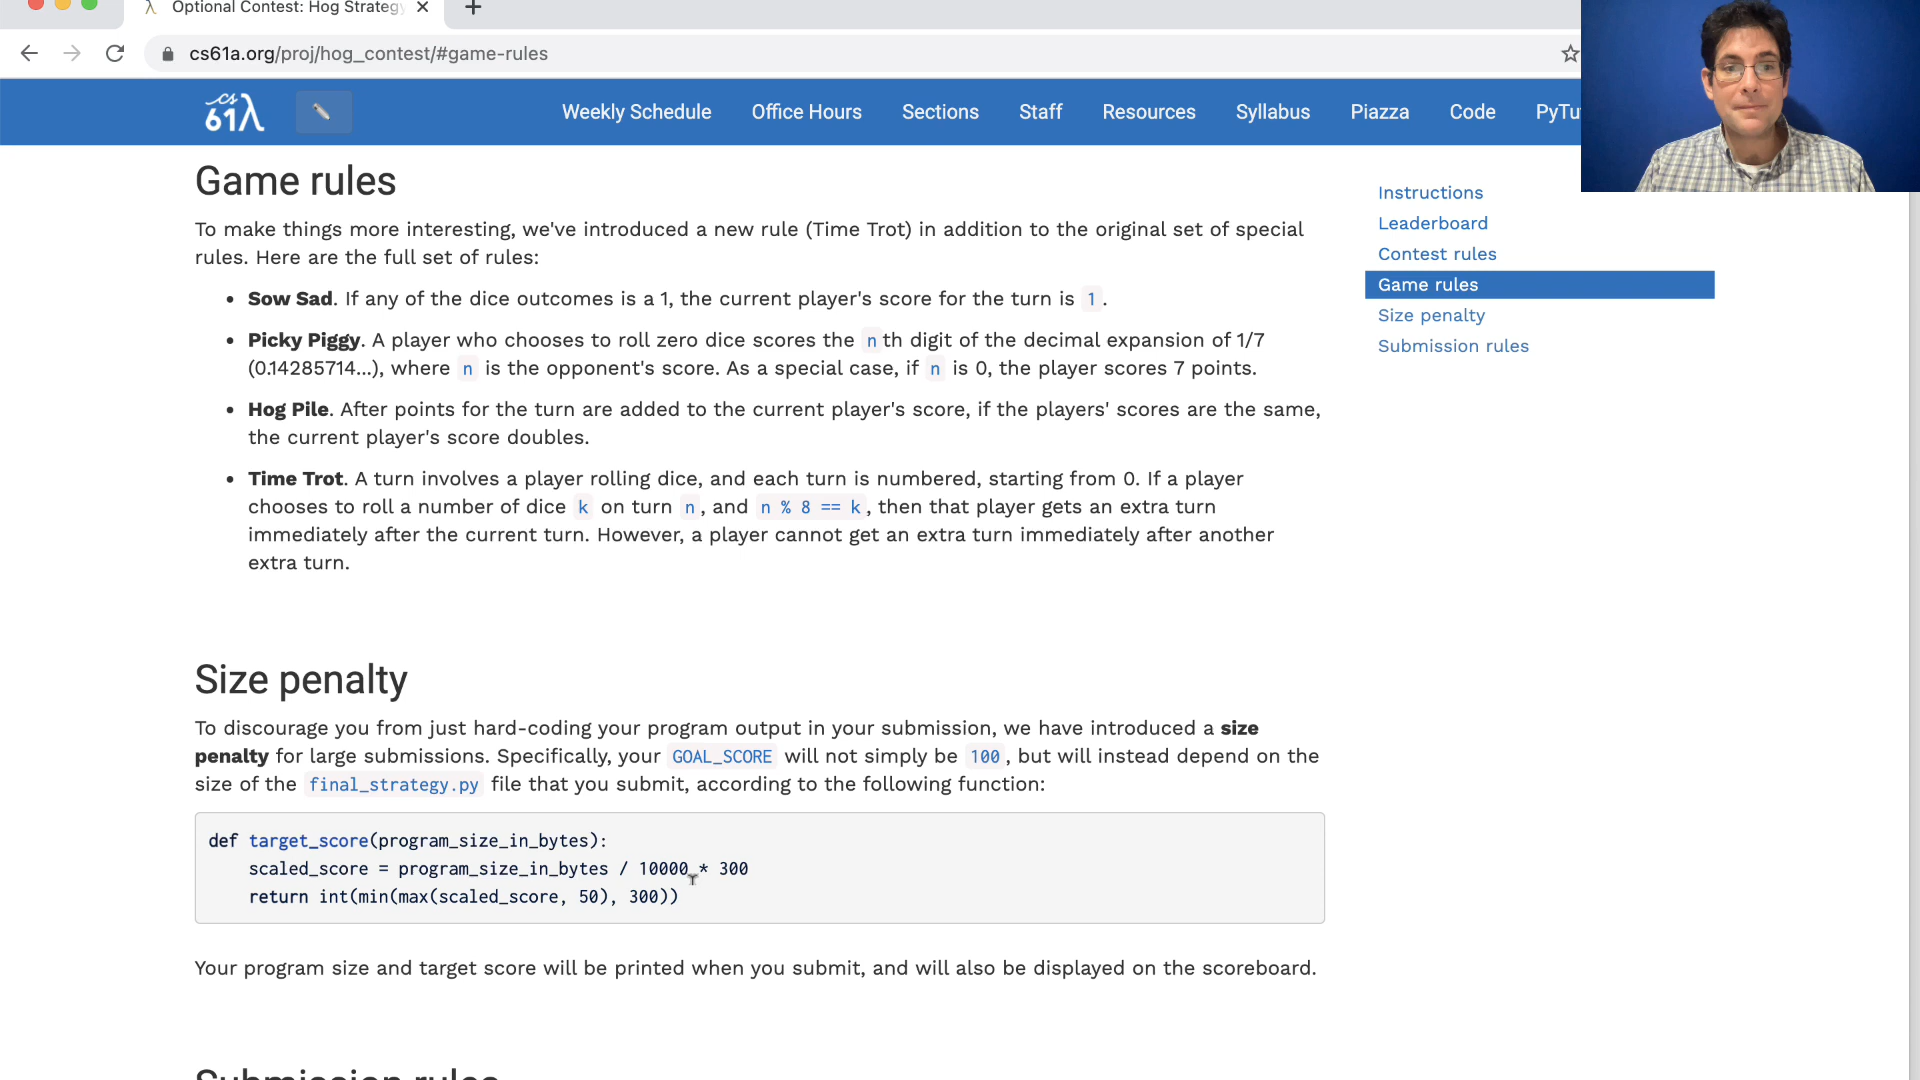 Optional Contest: Hog Strateg
cs61a.org/proj/hog_contest/#game-rules
cs 61λ
Weekly Schedule Office Hours Sections Staff Resources Syllabus Piazza Code PyTu
Game rules
To make things more interesting, we've introduced a new rule (Time Trot) in addition to the original set of special
rules. Here are the full set of rules:
• Sow Sad. If any of the dice outcomes is a 1, the current player's score for the turn is 1.
• Picky Piggy. A player who chooses to roll zero dice scores the nth digit of the decimal expansion of 1/7
(0.14285714...), where n is the opponent's score. As a special case, if n is 0, the player scores 7 points.
• Hog Pile. After points for the turn are added to the current player's score, if the players' scores are the same,
the current player's score doubles.
• Time Trot. A turn involves a player rolling dice, and each turn is numbered, starting from 0. If a player
chooses to roll a number of dice k on turn n, and n % 8 == k, then that player gets an extra turn
immediately after the current turn. However, a player cannot get an extra turn immediately after another
extra turn.
Size penalty
To discourage you from just hard-coding your program output in your submission, we have introduced a size
penalty for large submissions. Specifically, your GOAL_SCORE will not simply be 100, but will instead depend on the
size of the final_strategy.py file that you submit, according to the following function:
def target_score(program_size_in_bytes):
    scaled_score = program_size_in_bytes / 10000 * 300
    return int(min(max(scaled_score, 50), 300))
Your program size and target score will be printed when you submit, and will also be displayed on the scoreboard.
Submission rules
Instructions
Leaderboard
Contest rules
Game rules
Size penalty
Submission rules